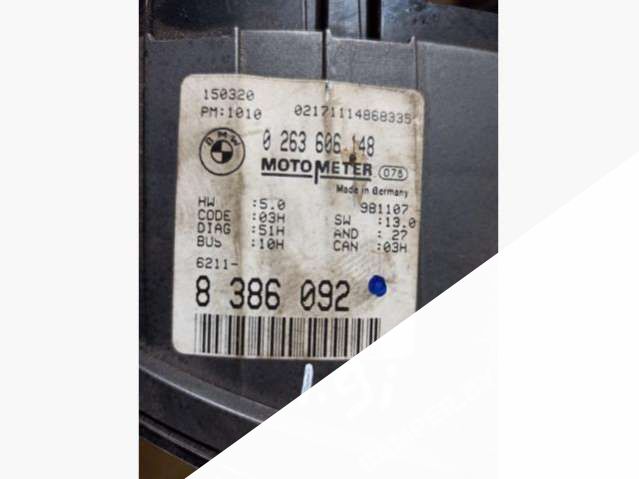 150320
PM:1010 02171114868335
BMW
0 263 606 148
MOTOMETER 078
Made in Germany
981107
HW :5.0
SW :13.0
CODE :03H
AND : 27
DIAG :51H
CAN :03H
BUS :10H
6211-
8 386 092